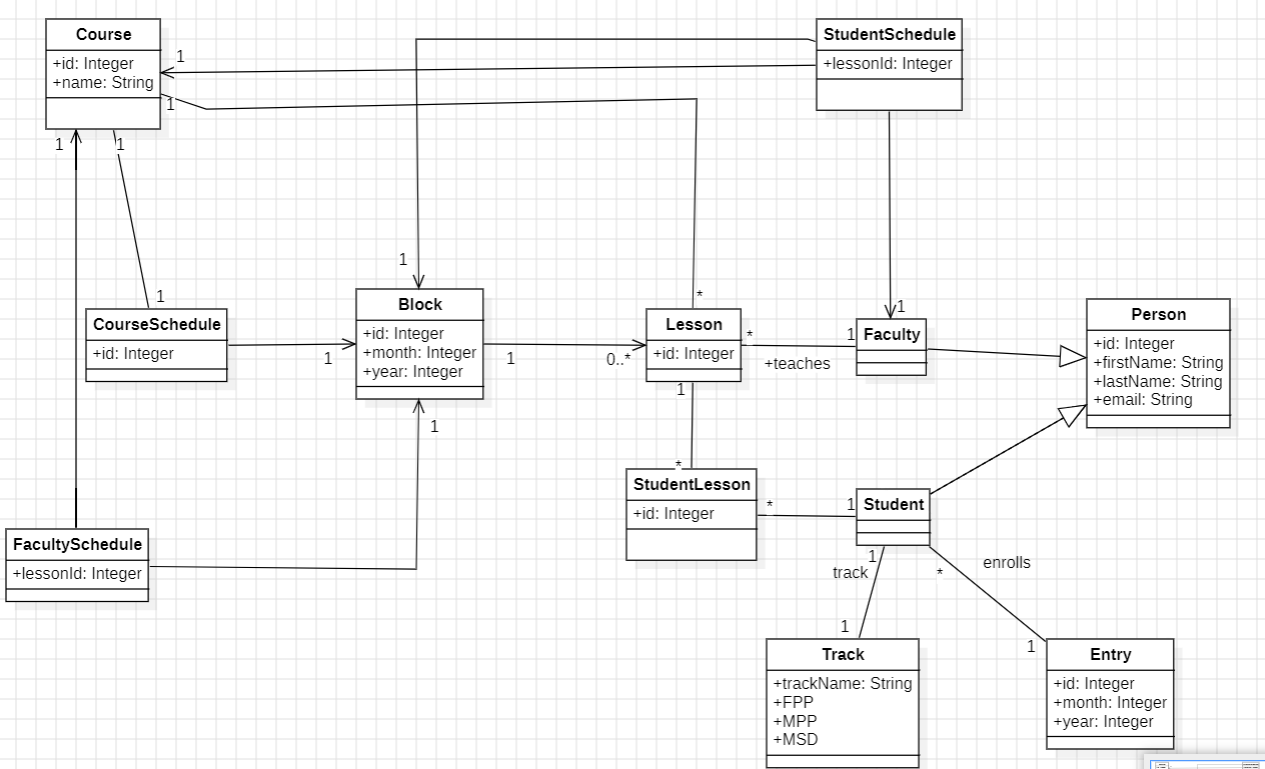 Course
+id: Integer
+name: String
1
1
1
1
StudentSchedule
+lessonId: Integer
1
1
CourseSchedule
+id: Integer
1
Block
+id: Integer
+month: Integer
+year: Integer
1
1
0..*
*
Lesson
+id: Integer
*
+teaches
1
1
Faculty
Person
+id: Integer
+firstName: String
+lastName: String
+email: String
1
*
StudentLesson
+id: Integer
*
1
Student
FacultySchedule
+lessonId: Integer
1
track
1
*
enrolls
1
Track
+trackName: String
+FPP
+MPP
+MSD
Entry
+id: Integer
+month: Integer
+year: Integer